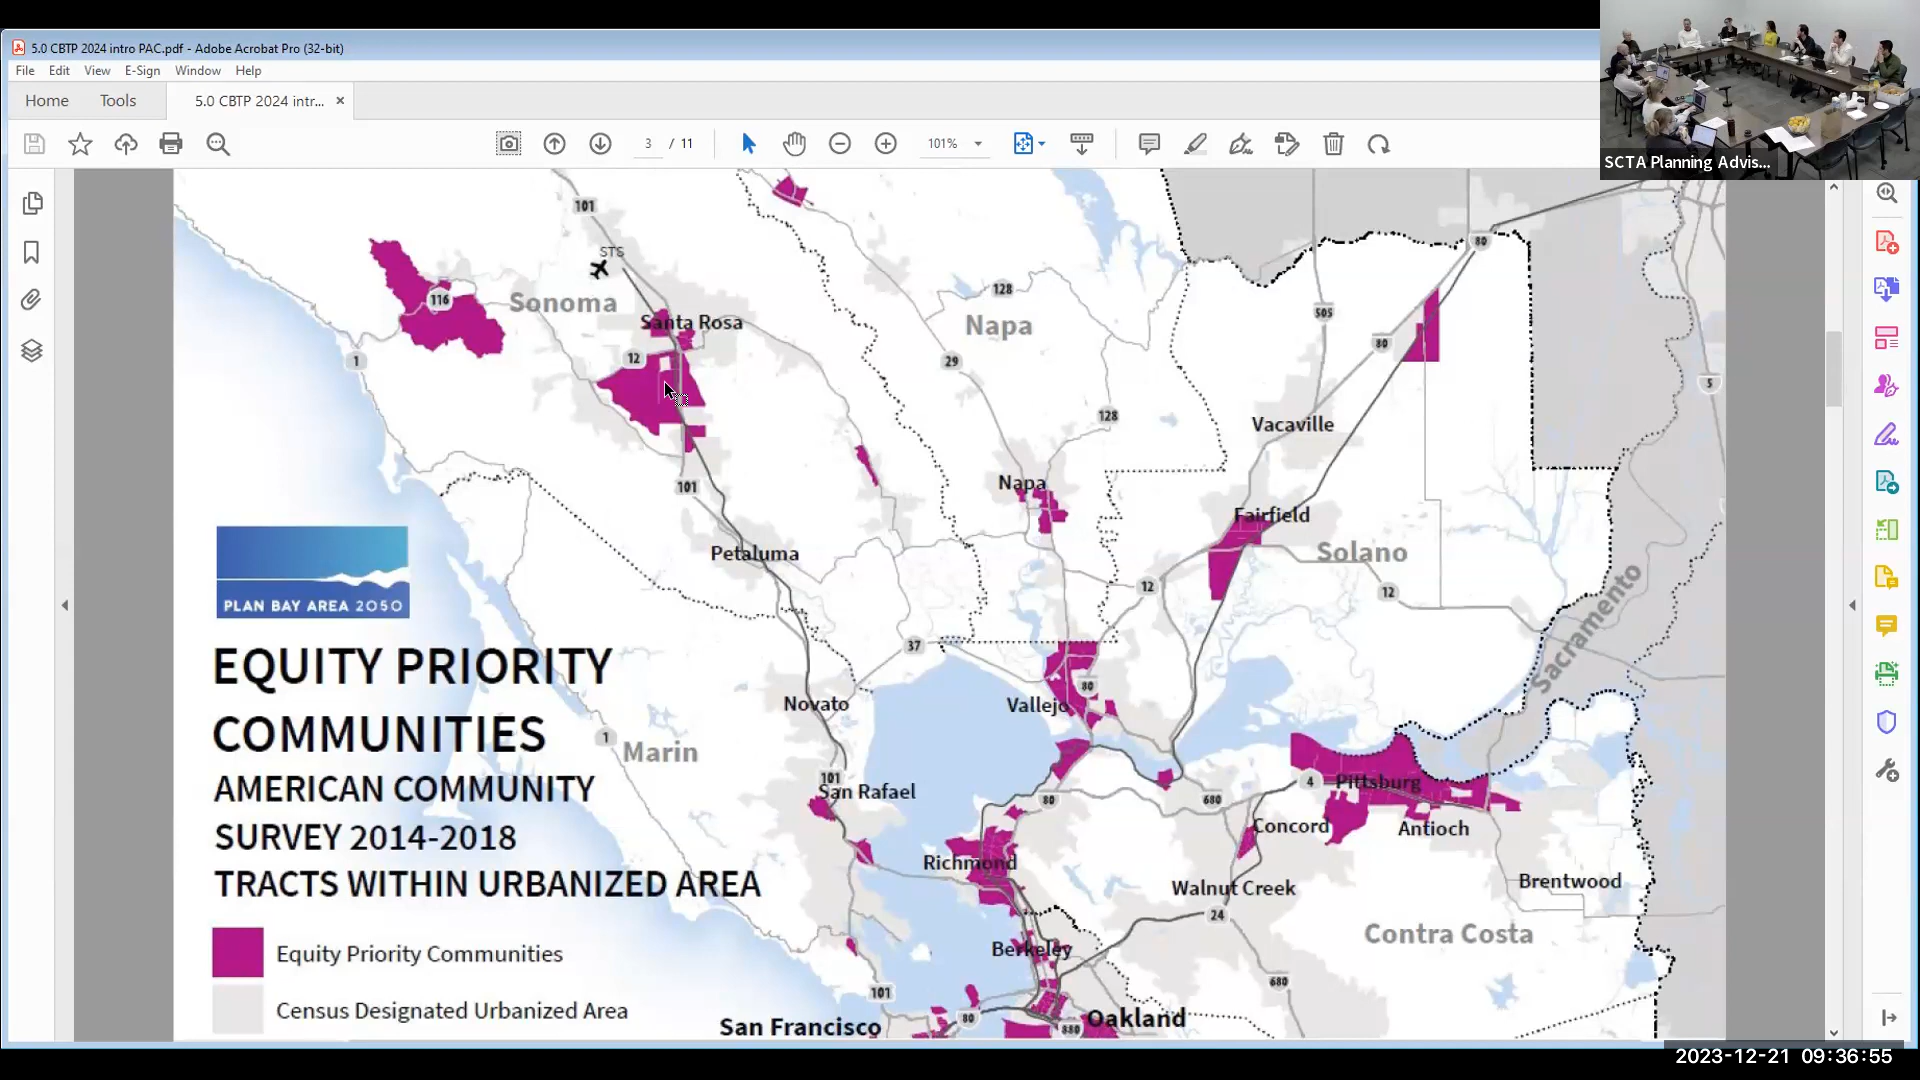 5.0 CBTP 2024 intro PAC.pdf - Adobe Acrobat Pro (32-bit)
File Edit View E-Sign Window Help
Home Tools 5.0 CBTP 2024 intr... ×
3 / 11 101%
SCTA Planning Advis...
101
STS
80
116
Sonoma
128
505
Santa Rosa
Napa
12
80
1
29
5
128
Vacaville
Napa
101
Fairfield
Petaluma
Solano
12
12
Sacramento
PLAN BAY AREA 2050
37
EQUITY PRIORITY
COMMUNITIES
AMERICAN COMMUNITY
SURVEY 2014-2018
TRACTS WITHIN URBANIZED AREA
80
Novato
Vallejo
1
Marin
101
San Rafael
4
Pittsburg
80
680
Concord
Antioch
Richmond
Walnut Creek
Brentwood
24
Contra Costa
Berkeley
Equity Priority Communities
680
101
Census Designated Urbanized Area
80
San Francisco
880
Oakland
2023-12-21 09:36:55